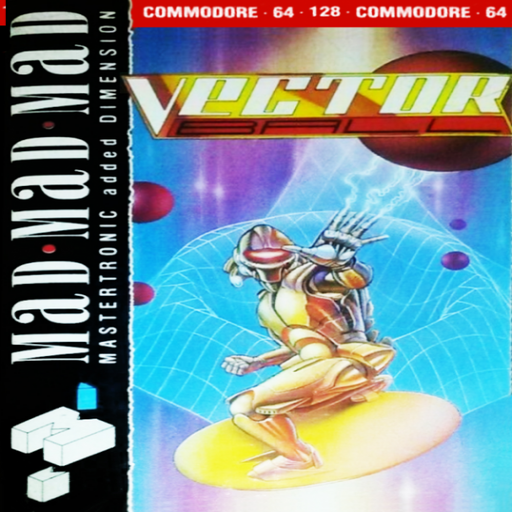 COMMODORE · 64 · 128 · COMMODORE · 64
MaD·MaD·MaD
MASTERTRONIC added DIMENSION
VECTOR
BALL